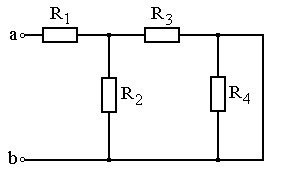 a R₁ R₃
R₂ R₄
b